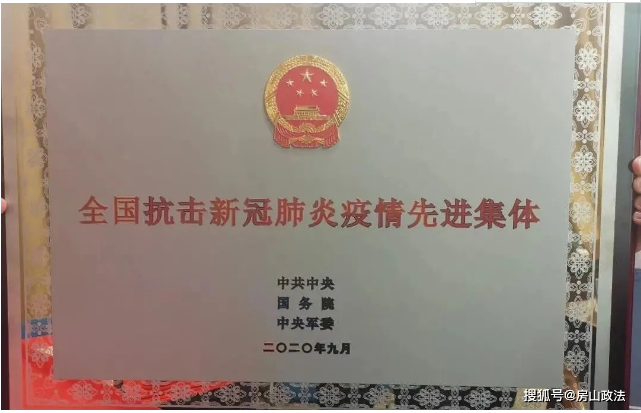 全国抗击新冠肺炎疫情先进集体
中共中央
国务院
中央军委
二〇二〇年九月
搜狐号@房山政法